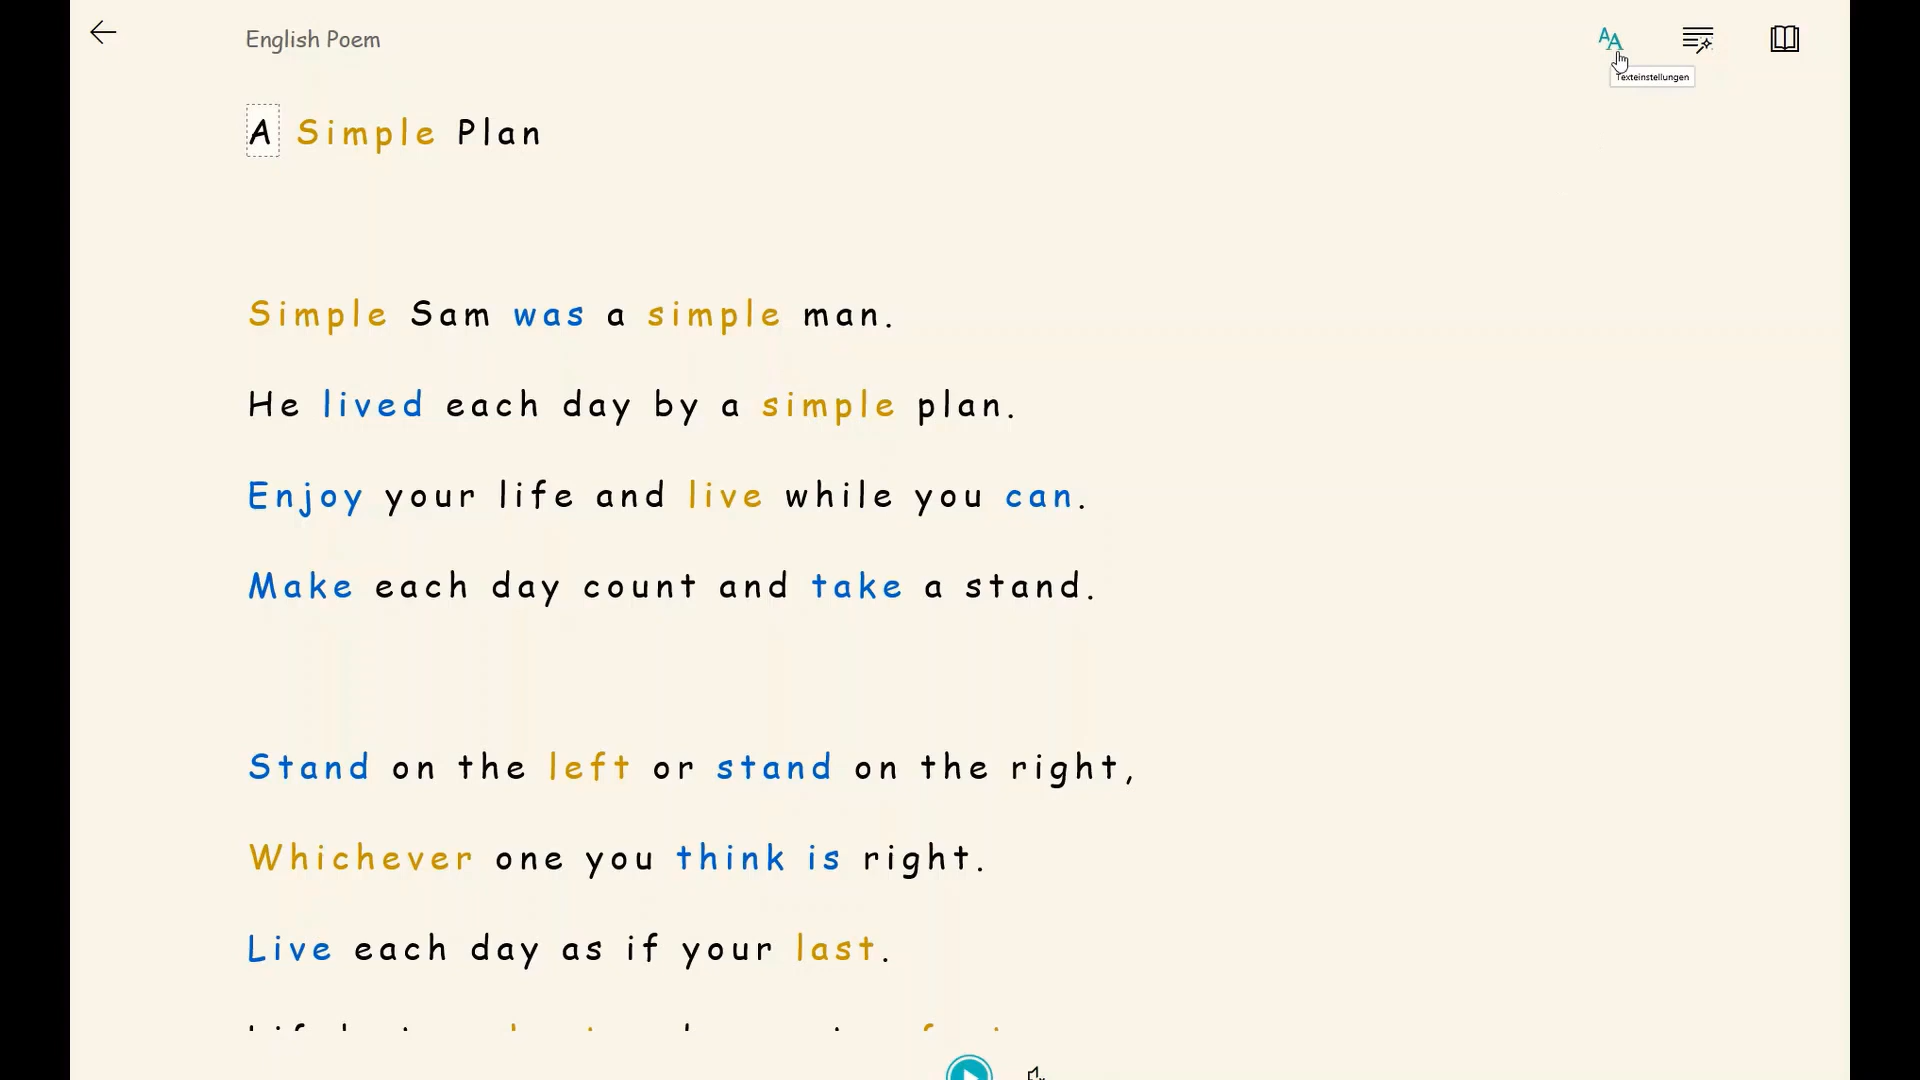 English Poem
Texteinstellungen
A Simple Plan
Simple Sam was a simple man.
He lived each day by a simple plan.
Enjoy your life and live while you can.
Make each day count and take a stand.
Stand on the left or stand on the right,
Whichever one you think is right.
Live each day as if your last.